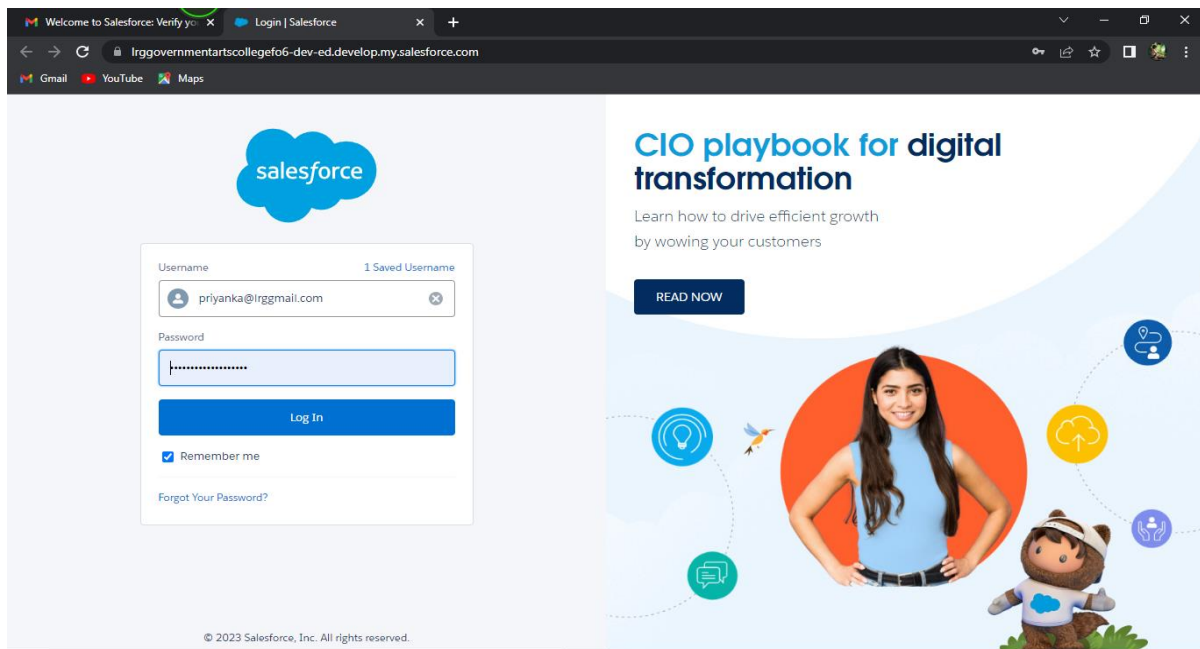 Welcome to Salesforce: Verify yo
Login | Salesforce
lrggovernmentartscollegefo6-dev-ed.develop.my.salesforce.com
Gmail YouTube Maps
salesforce
Username 1 Saved Username
priyanka@lrggmail.com
Password
Log In
Remember me
Forgot Your Password?
© 2023 Salesforce, Inc. All rights reserved.
CIO playbook for digital
transformation
Learn how to drive efficient growth
by wowing your customers
READ NOW